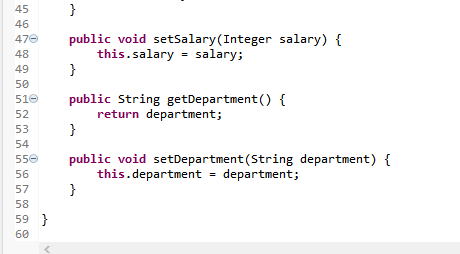 45     }
46
47     public void setSalary(Integer salary) {
48         this.salary = salary;
49     }
50
51     public String getDepartment() {
52         return department;
53     }
54
55     public void setDepartment(String department) {
56         this.department = department;
57     }
58
59 }
60